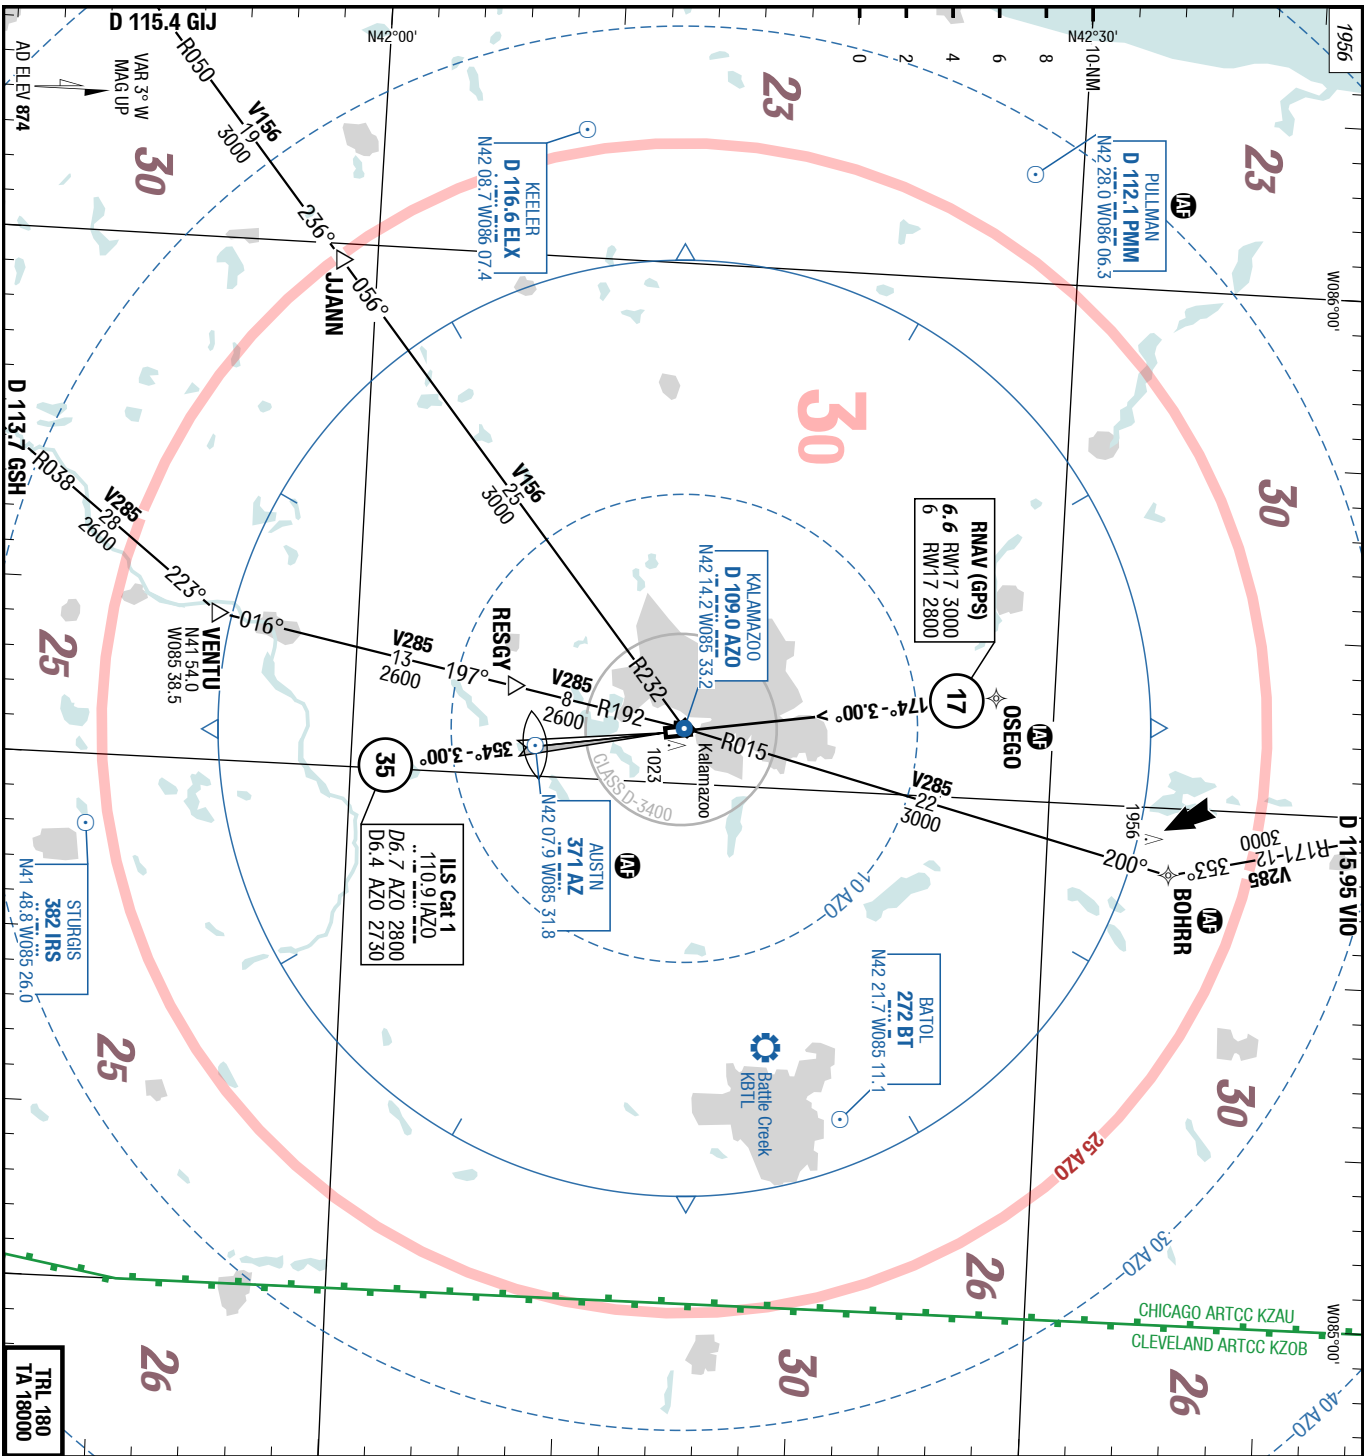 1956
D 115.4 GIJ
R050
V156
19
3000
236°
JJANN
056°
V156
25
3000
R232
VAR 3° W
MAG UP
AD ELEV 874
N42°00'
N42°30'
10-NM
8
6
4
2
0
W086°00'
W085°00'
23
23
30
30
30
30
30
25
25
26
26
26
PULLMAN
D 112.1 PMM
N42 28.0 W086 06.3
IAF
KEELER
D 116.6 ELX
N42 08.7 W086 07.4
RNAV (GPS)
6.6 RW17 3000
6 RW17 2800
17
OSEGO
IAF
174°-3.00°
KALAMAZOO
D 109.0 AZO
N42 14.2 W085 33.2
Kalamazoo
1023
CLASS D-3400
R015
V285
22
3000
200°
1956
BOHRR
IAF
353°
R171-12
3000
V285
D 115.95 VIO
D 113.7 GSH
R038
V285
28
2600
223°
VENTU
N41 54.0
W085 38.5
016°
V285
13
2600
197°
RESGY
V285
8
2600
R192
354°-3.00°
35
ILS Cat 1
110.9 IAZO
D6.7 AZO 2800
D6.4 AZO 2730
AUSTN
371 AZ
N42 07.9 W085 31.8
IAF
STURGIS
382 IRS
N41 48.8 W085 26.0
BATOL
272 BT
N42 21.7 W085 11.1
Battle Creek
KBTL
10 AZO
25 AZO
30 AZO
40 AZO
CHICAGO ARTCC KZAU
CLEVELAND ARTCC KZOB
TRL 180
TA 18000